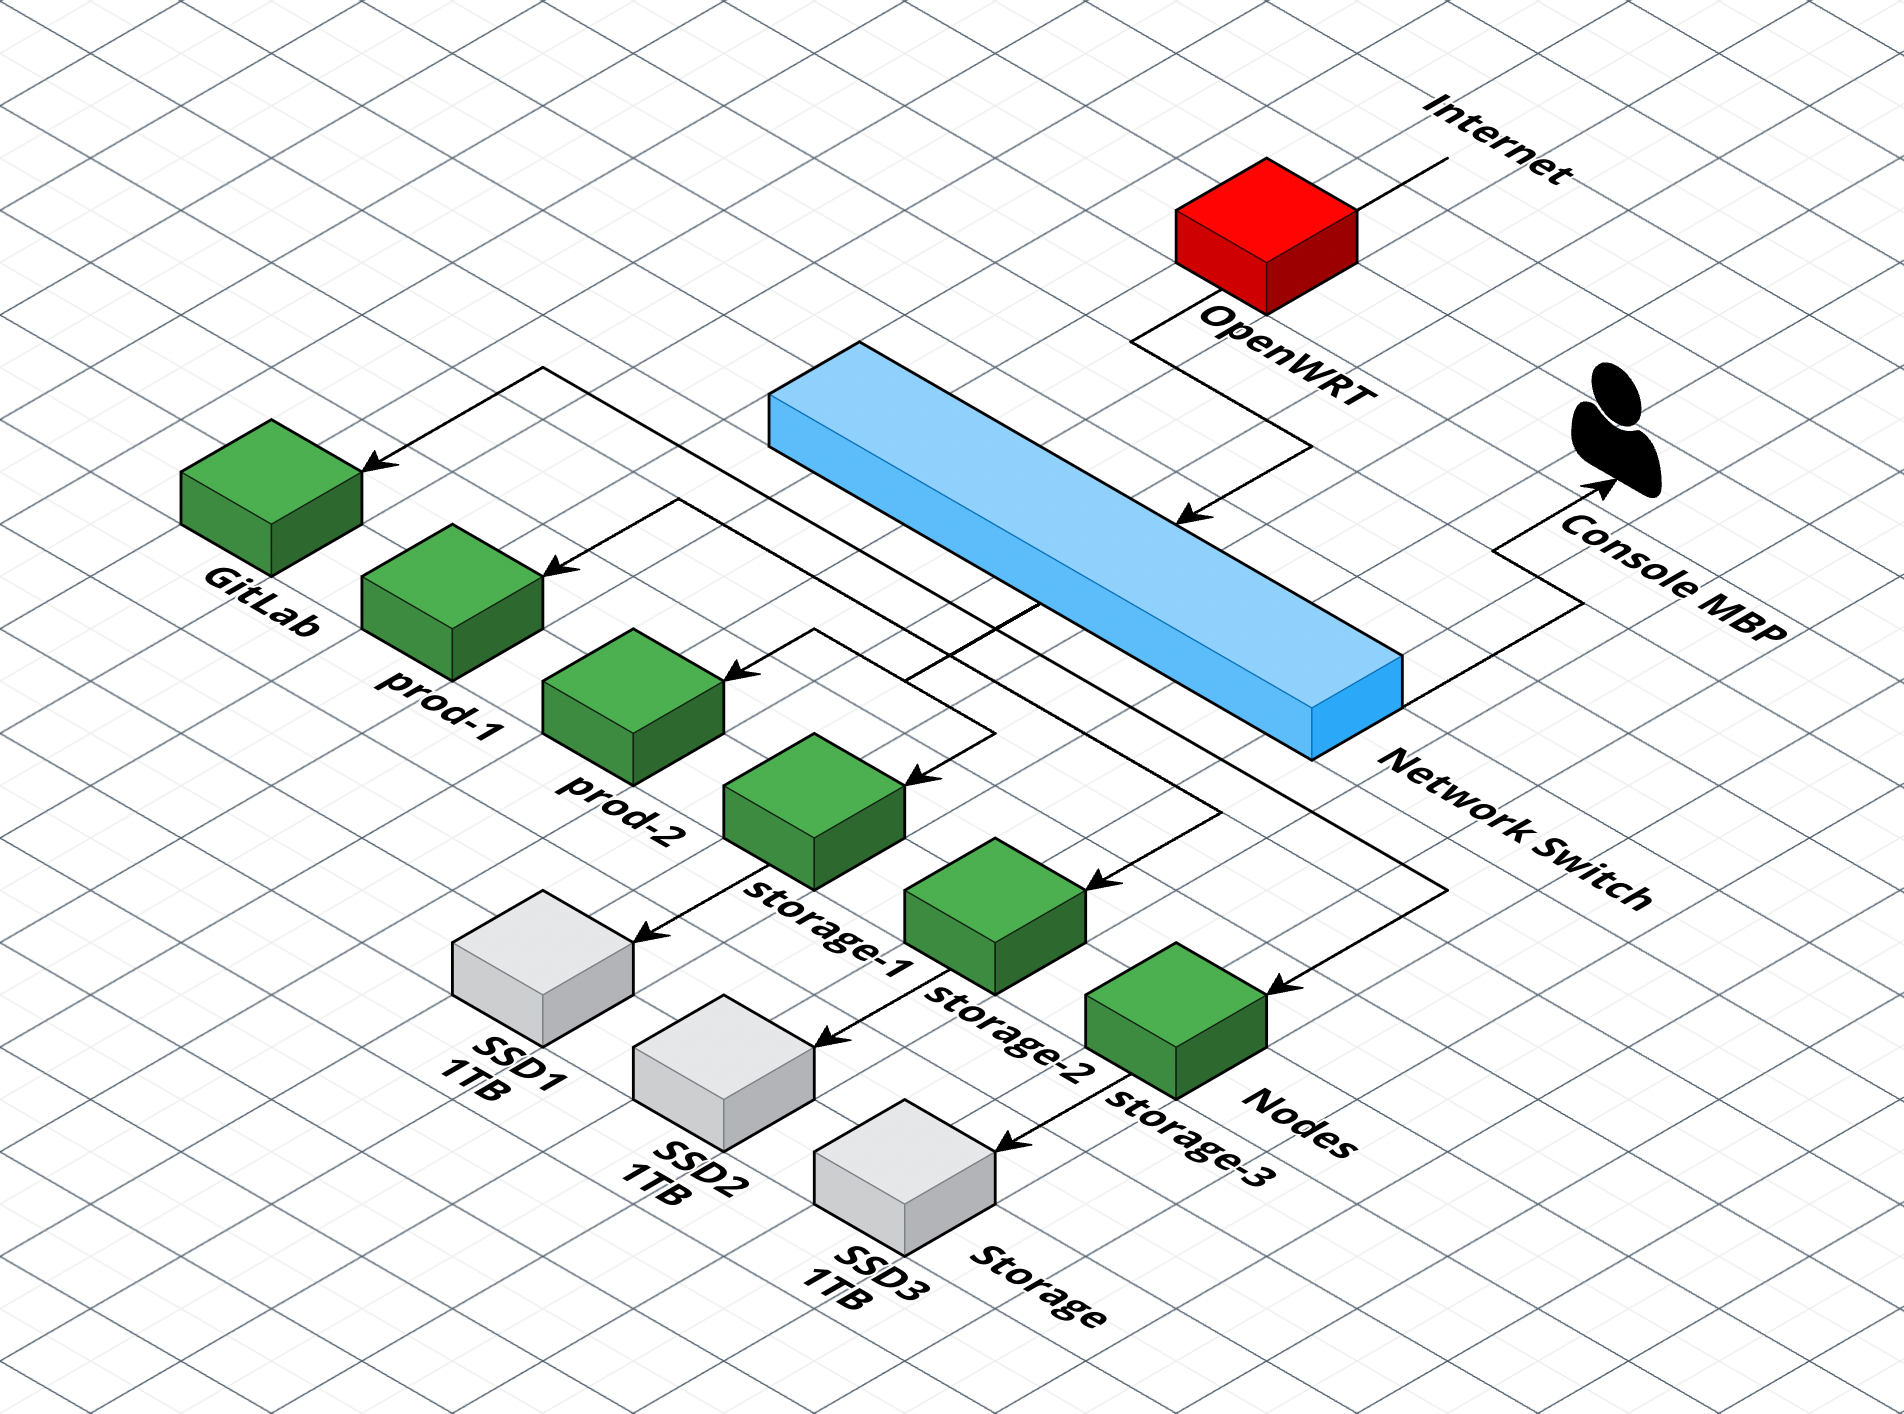 Internet
OpenWRT
Console MBP
GitLab
prod-1
prod-2
Network Switch
storage-1
storage-2
storage-3
Nodes
SSD1
1TB
SSD2
1TB
SSD3
1TB
Storage